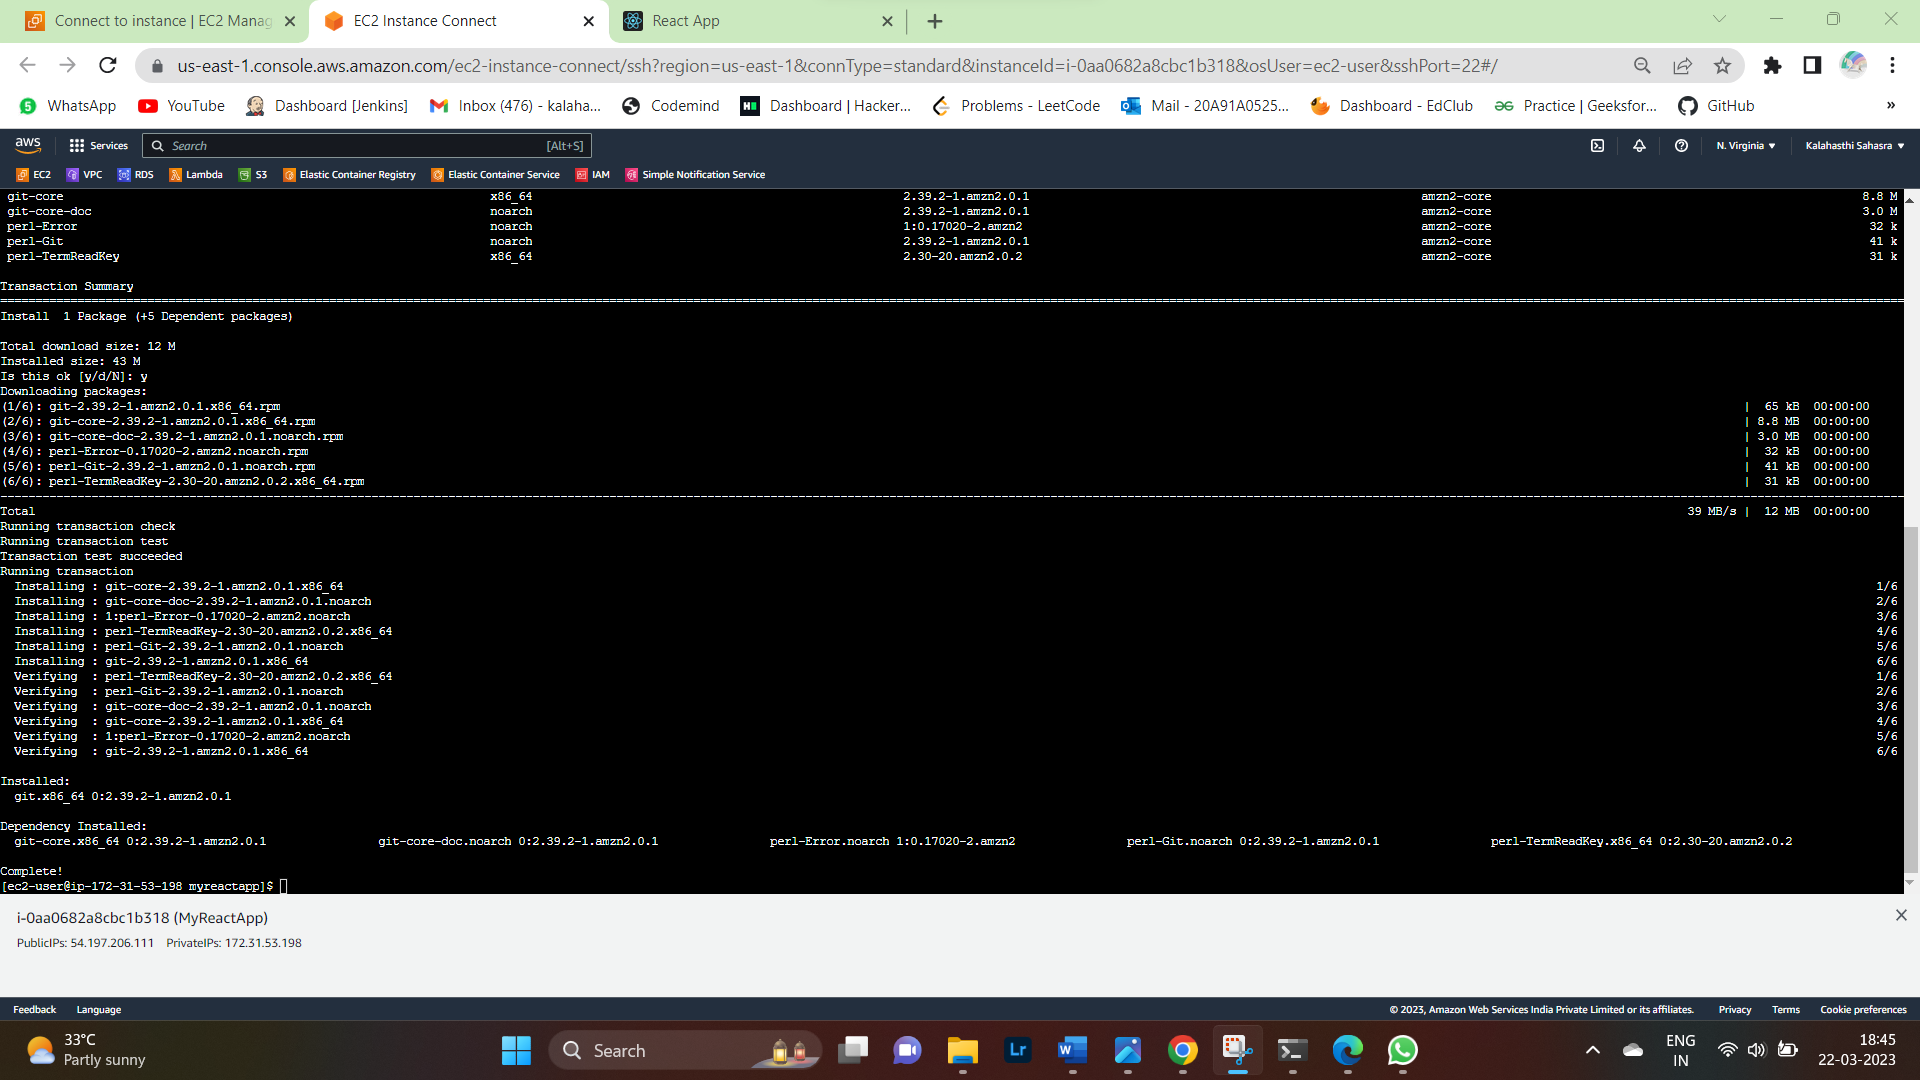 Connect to instance | EC2 Manag
EC2 Instance Connect
React App
us-east-1.console.aws.amazon.com/ec2-instance-connect/ssh?region=us-east-1&connType=standard&instanceId=i-0aa0682a8cbc1b318&osUser=ec2-user&sshPort=22#/
WhatsApp YouTube Dashboard [Jenkins] Inbox (476) - kalaha... Codemind Dashboard | Hacker... Problems - LeetCode Mail - 20A91A0525... Dashboard - EdClub Practice | Geeksfor... GitHub »
aws Services Search [Alt+S] N. Virginia Kalahasthi Sahasra
EC2 VPC RDS Lambda S3 Elastic Container Registry Elastic Container Service IAM Simple Notification Service
git-core x86_64 2.39.2-1.amzn2.0.1 amzn2-core 8.8 M
git-core-doc noarch 2.39.2-1.amzn2.0.1 amzn2-core 3.0 M
perl-Error noarch 1:0.17020-2.amzn2 amzn2-core 32 k
perl-Git noarch 2.39.2-1.amzn2.0.1 amzn2-core 41 k
perl-TermReadKey x86_64 2.30-20.amzn2.0.2 amzn2-core 31 k
Transaction Summary
Install  1 Package (+5 Dependent packages)
Total download size: 12 M
Installed size: 43 M
Is this ok [y/d/N]: y
Downloading packages:
(1/6): git-2.39.2-1.amzn2.0.1.x86_64.rpm | 65 kB 00:00:00
(2/6): git-core-2.39.2-1.amzn2.0.1.x86_64.rpm | 8.8 MB 00:00:00
(3/6): git-core-doc-2.39.2-1.amzn2.0.1.noarch.rpm | 3.0 MB 00:00:00
(4/6): perl-Error-0.17020-2.amzn2.noarch.rpm | 32 kB 00:00:00
(5/6): perl-Git-2.39.2-1.amzn2.0.1.noarch.rpm | 41 kB 00:00:00
(6/6): perl-TermReadKey-2.30-20.amzn2.0.2.x86_64.rpm | 31 kB 00:00:00
Total 39 MB/s | 12 MB 00:00:00
Running transaction check
Running transaction test
Transaction test succeeded
Running transaction
Installing : git-core-2.39.2-1.amzn2.0.1.x86_64 1/6
Installing : git-core-doc-2.39.2-1.amzn2.0.1.noarch 2/6
Installing : 1:perl-Error-0.17020-2.amzn2.noarch 3/6
Installing : perl-TermReadKey-2.30-20.amzn2.0.2.x86_64 4/6
Installing : perl-Git-2.39.2-1.amzn2.0.1.noarch 5/6
Installing : git-2.39.2-1.amzn2.0.1.x86_64 6/6
Verifying  : perl-TermReadKey-2.30-20.amzn2.0.2.x86_64 1/6
Verifying  : perl-Git-2.39.2-1.amzn2.0.1.noarch 2/6
Verifying  : git-core-doc-2.39.2-1.amzn2.0.1.noarch 3/6
Verifying  : git-core-2.39.2-1.amzn2.0.1.x86_64 4/6
Verifying  : 1:perl-Error-0.17020-2.amzn2.noarch 5/6
Verifying  : git-2.39.2-1.amzn2.0.1.x86_64 6/6
Installed:
git.x86_64 0:2.39.2-1.amzn2.0.1
Dependency Installed:
git-core.x86_64 0:2.39.2-1.amzn2.0.1 git-core-doc.noarch 0:2.39.2-1.amzn2.0.1 perl-Error.noarch 1:0.17020-2.amzn2 perl-Git.noarch 0:2.39.2-1.amzn2.0.1 perl-TermReadKey.x86_64 0:2.30-20.amzn2.0.2
Complete!
[ec2-user@ip-172-31-53-198 myreactapp]$
i-0aa0682a8cbc1b318 (MyReactApp)
PublicIPs: 54.197.206.111 PrivateIPs: 172.31.53.198
Feedback Language © 2023, Amazon Web Services India Private Limited or its affiliates. Privacy Terms Cookie preferences
33°C
Partly sunny
Search
Lr
ENG
IN
18:45
22-03-2023